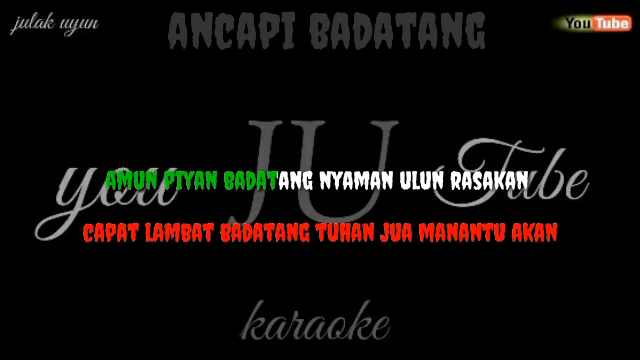 julak uyun
ANCAPI BADATANG
YouTube
you JU Tube
AMUN PIYAN BADATANG NYAMAN ULUN RASAKAN
CAPAT LAMBAT BADATANG TUHAN JUA MANANTU AKAN
karaoke